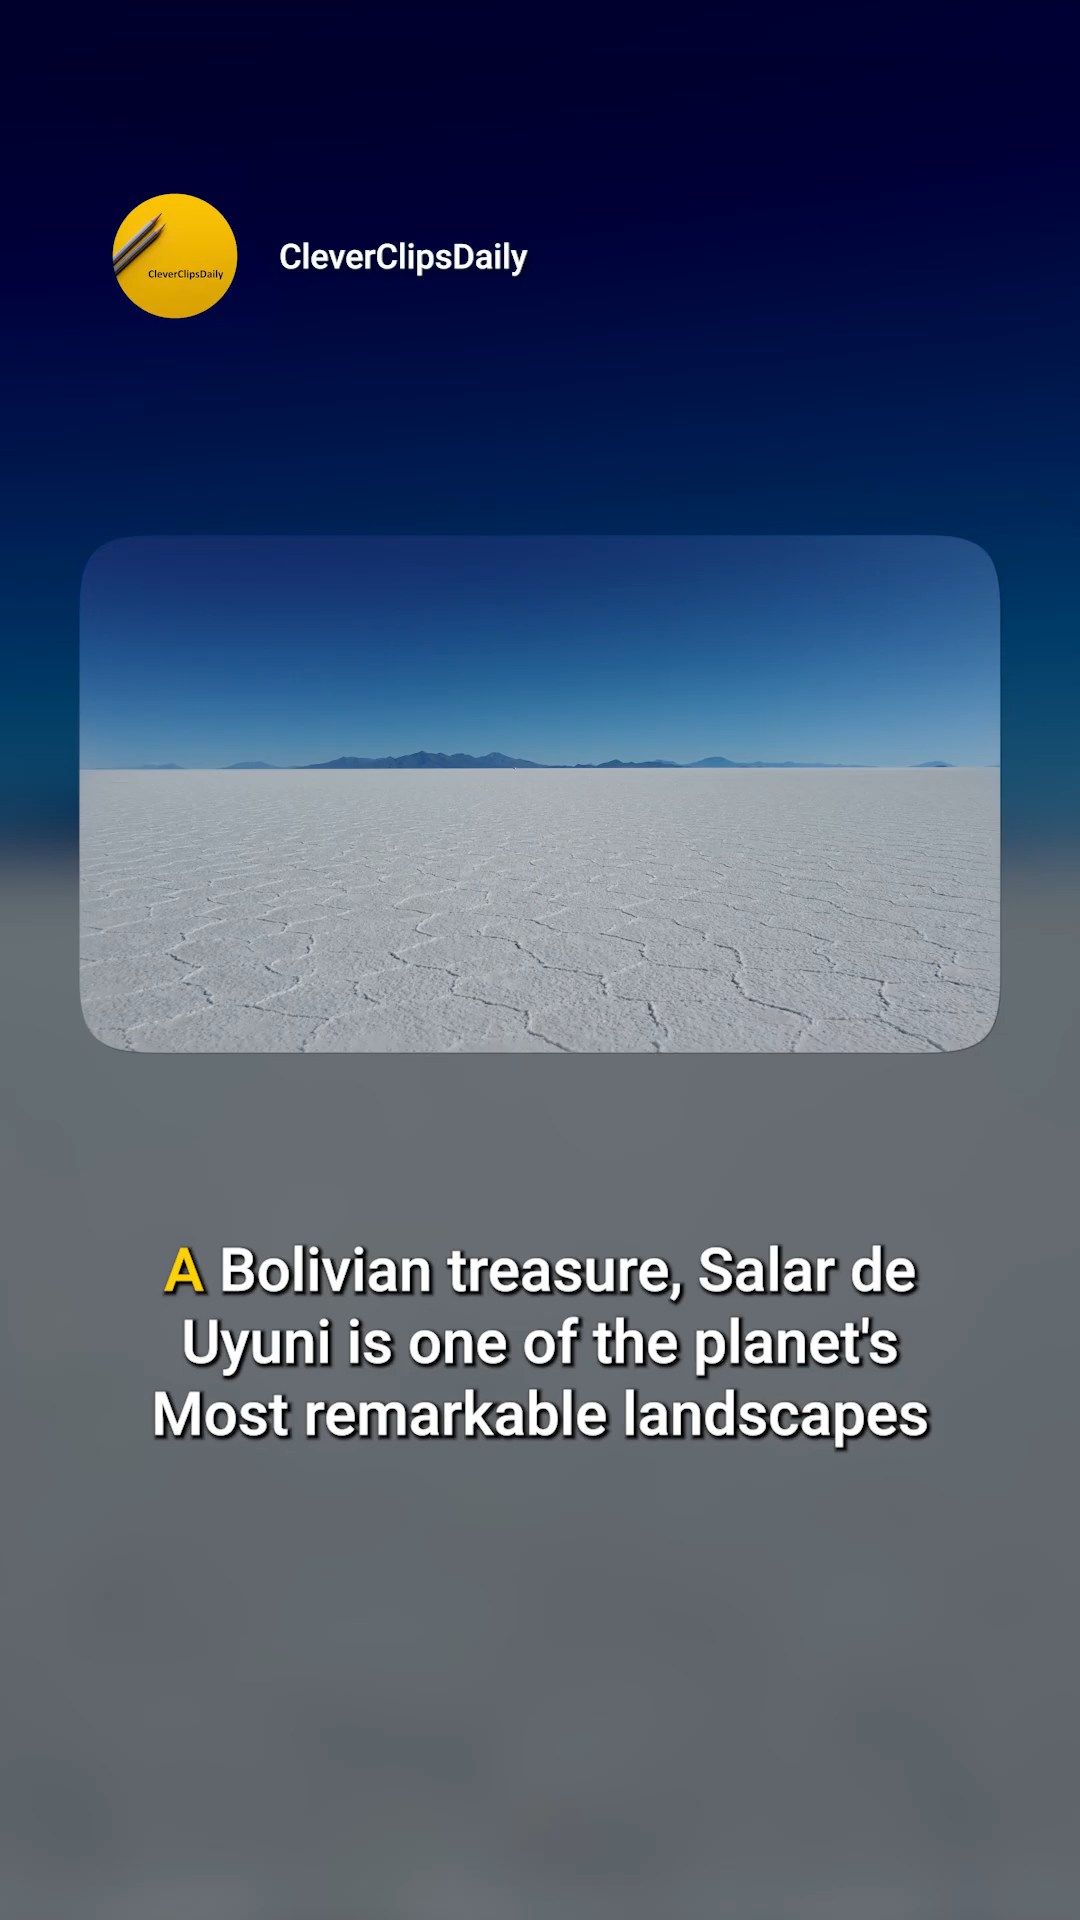 CleverClipsDaily
CleverClipsDaily
A Bolivian treasure, Salar de
Uyuni is one of the planet's
Most remarkable landscapes